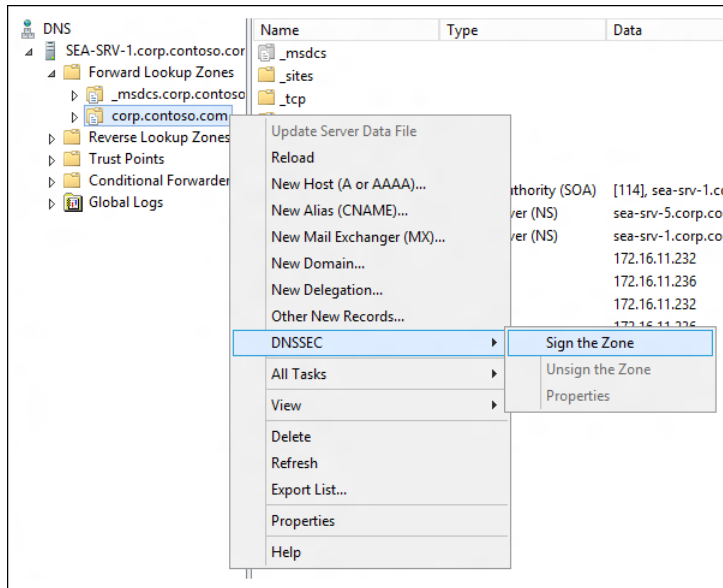 DNS
SEA-SRV-1.corp.contoso.cor
Forward Lookup Zones
_msdcs.corp.contoso
corp.contoso.com
Reverse Lookup Zones
Trust Points
Conditional Forwarder
Global Logs
Name Type Data
_msdcs
_sites
_tcp
uthority (SOA) [114], sea-srv-1.co
ver (NS) sea-srv-5.corp.co
ver (NS) sea-srv-1.corp.co
172.16.11.232
172.16.11.236
172.16.11.232
172.16.11.236
Update Server Data File
Reload
New Host (A or AAAA)...
New Alias (CNAME)...
New Mail Exchanger (MX)...
New Domain...
New Delegation...
Other New Records...
DNSSEC
All Tasks
View
Delete
Refresh
Export List...
Properties
Help
Sign the Zone
Unsign the Zone
Properties